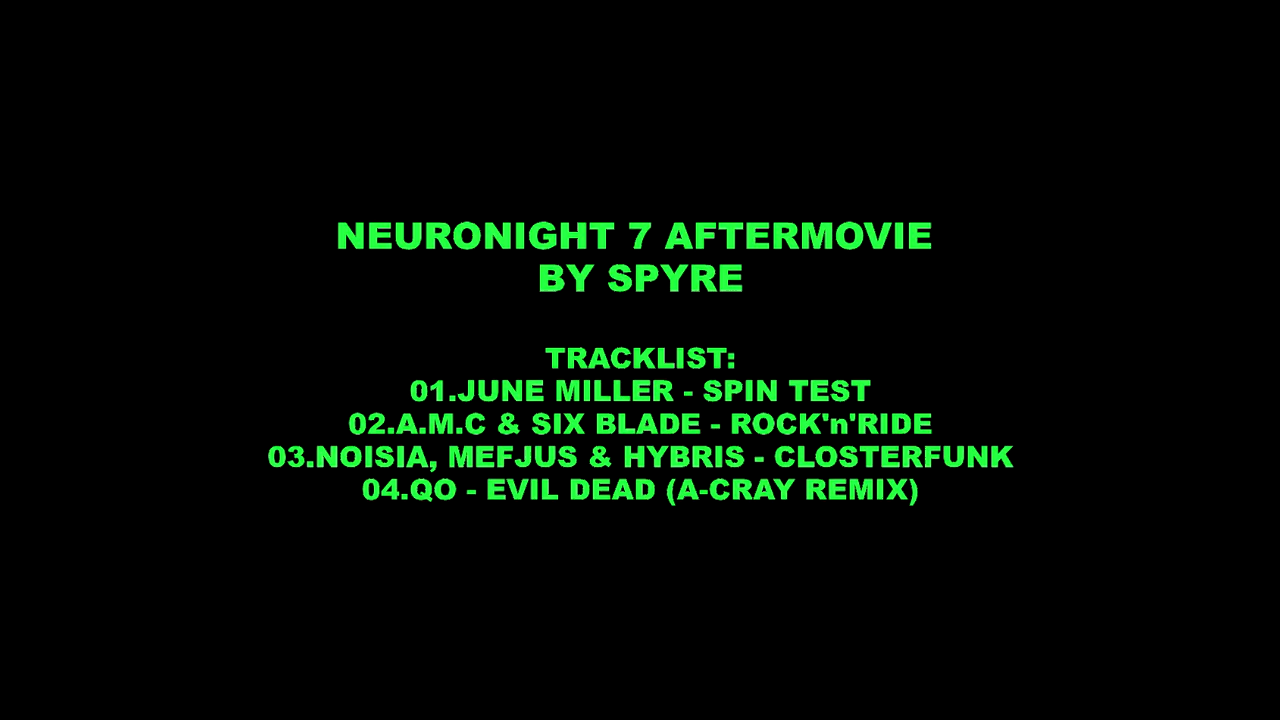 NEURONIGHT 7 AFTERMOVIE
BY SPYRE
TRACKLIST:
01.JUNE MILLER - SPIN TEST
02.A.M.C & SIX BLADE - ROCK'n'RIDE
03.NOISIA, MEFJUS & HYBRIS - CLOSTERFUNK
04.QO - EVIL DEAD (A-CRAY REMIX)